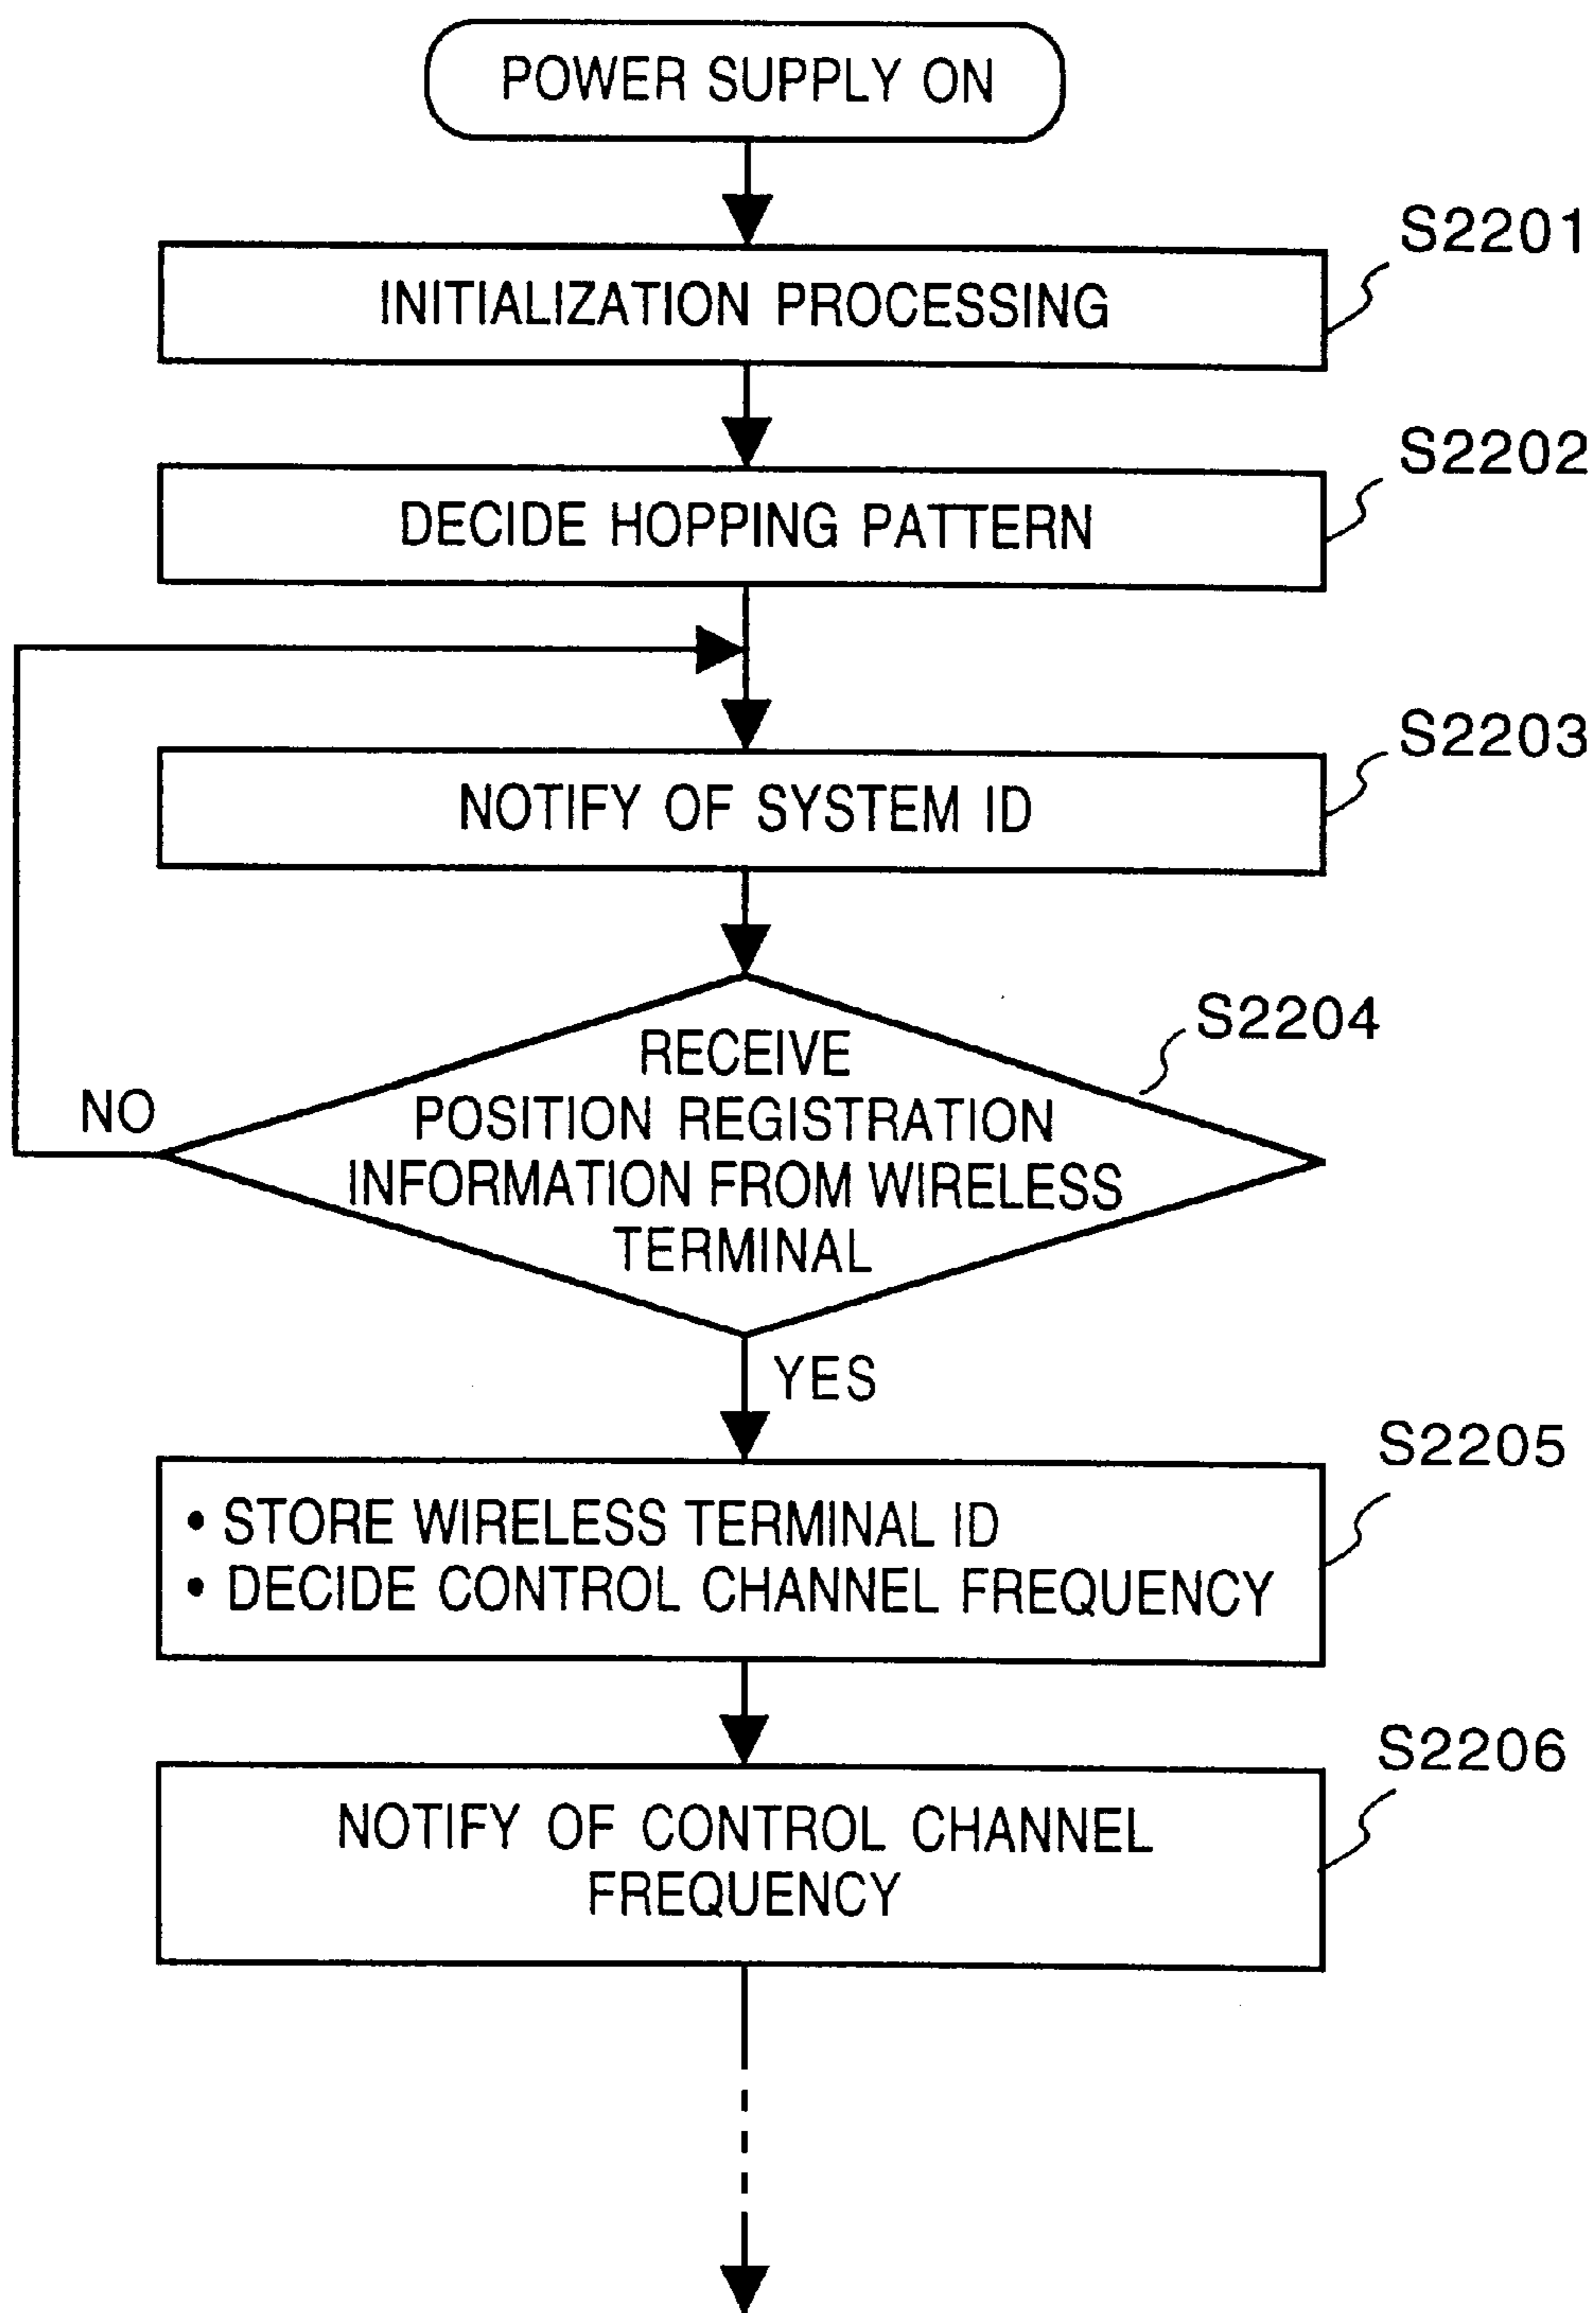 POWER SUPPLY ON
S2201
INITIALIZATION PROCESSING
S2202
DECIDE HOPPING PATTERN
S2203
NOTIFY OF SYSTEM ID
S2204
RECEIVE
POSITION REGISTRATION
INFORMATION FROM WIRELESS
TERMINAL
NO
YES
S2205
• STORE WIRELESS TERMINAL ID
• DECIDE CONTROL CHANNEL FREQUENCY
S2206
NOTIFY OF CONTROL CHANNEL
FREQUENCY